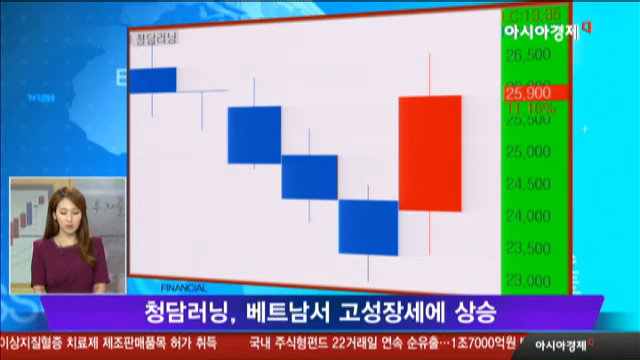 청담러닝
LC:13.35
아시아경제
26,500
25,900
11.16%
25,500
25,000
24,500
24,000
23,500
23,000
FINANCIAL
청담러닝, 베트남서 고성장세에 상승
이상지질혈증 치료제 제조판매품목 허가 취득 국내 주식형펀드 22거래일 연속 순유출…1조7000억원
아시아경제